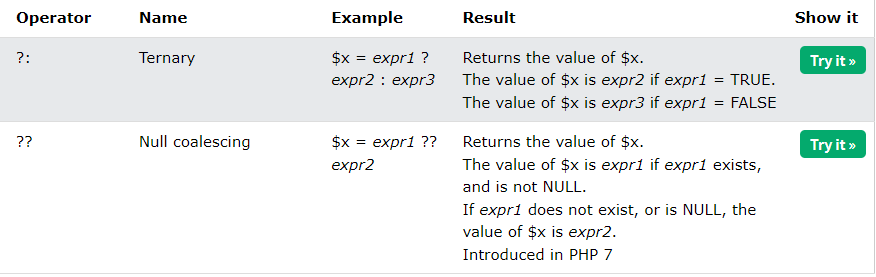 Operator Name Example Result Show it
?: Ternary $x = expr1 ? Returns the value of $x. Try it »
expr2 : expr3 The value of $x is expr2 if expr1 = TRUE.
The value of $x is expr3 if expr1 = FALSE
?? Null coalescing $x = expr1 ?? Returns the value of $x. Try it »
expr2 The value of $x is expr1 if expr1 exists,
and is not NULL.
If expr1 does not exist, or is NULL, the
value of $x is expr2.
Introduced in PHP 7